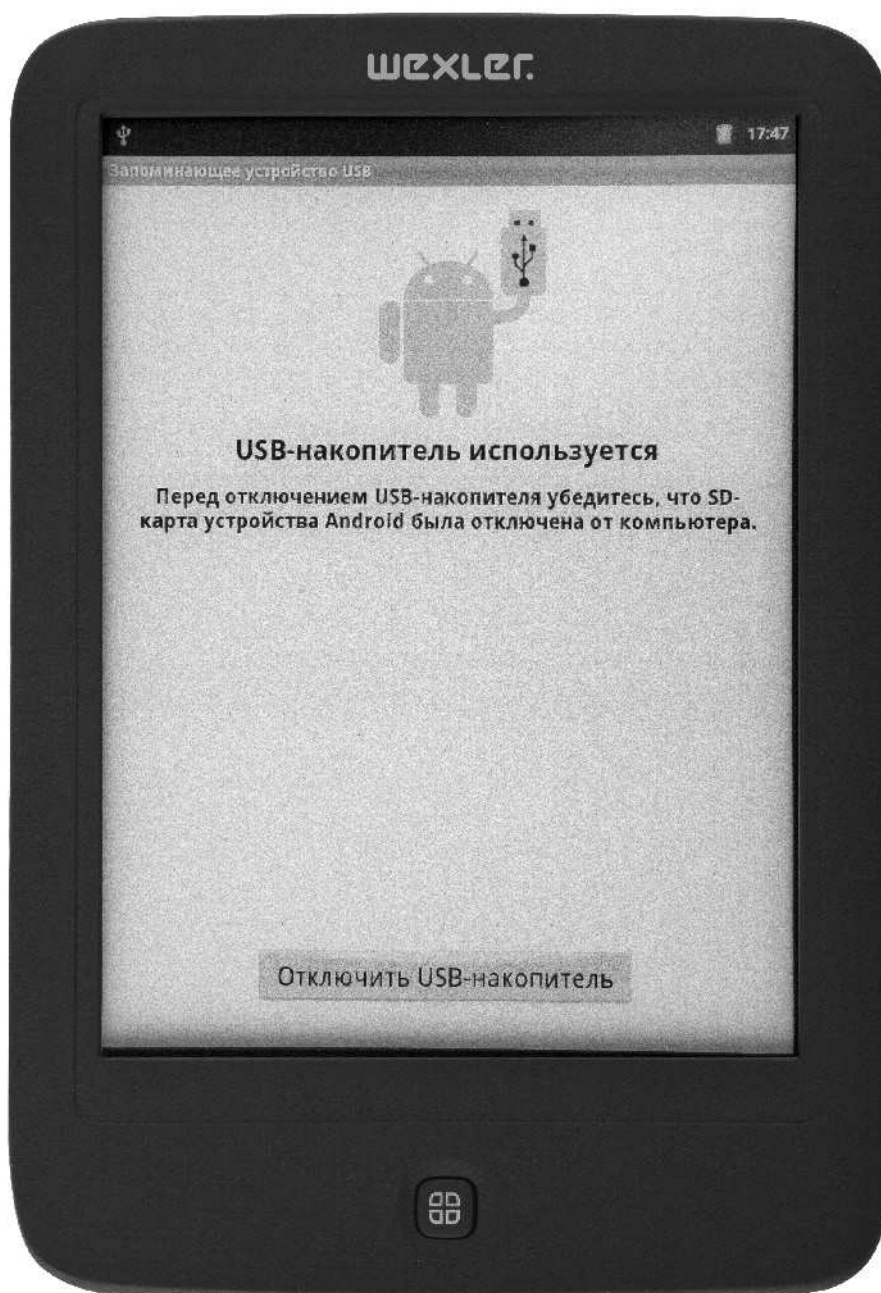 wexler.
17:47
Запоминающее устройство USB
USB-накопитель используется
Перед отключением USB-накопителя убедитесь, что SD-
карта устройства Android была отключена от компьютера.
Отключить USB-накопитель